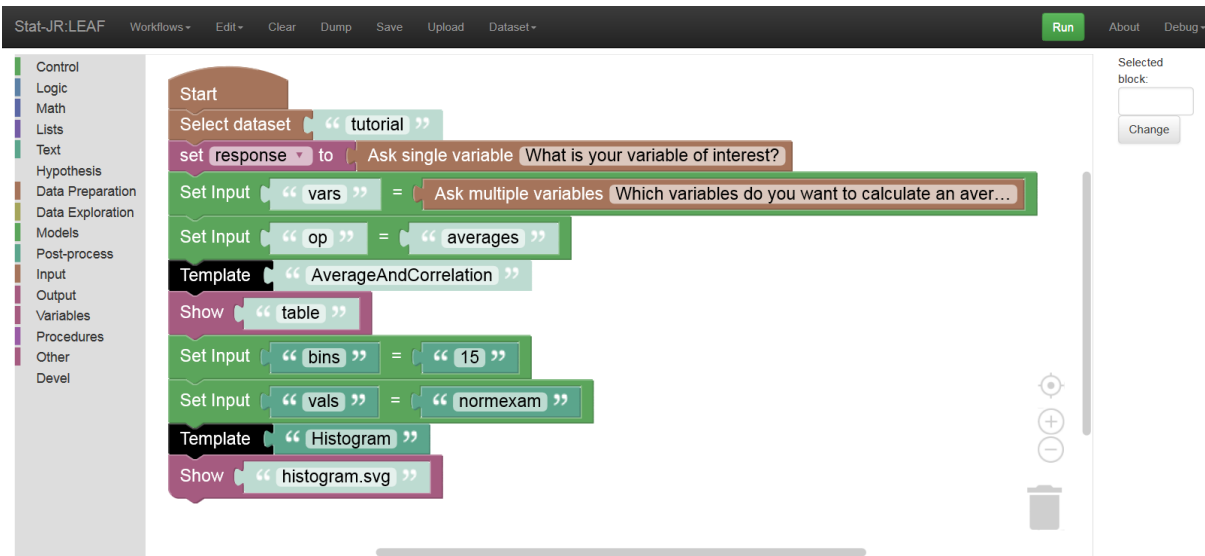 Stat-JR:LEAF Workflows Edit Clear Dump Save Upload Dataset Run About Debug
Control
Logic
Math
Lists
Text
Hypothesis
Data Preparation
Data Exploration
Models
Post-process
Input
Output
Variables
Procedures
Other
Devel
Start
Select dataset “ tutorial ”
set response to Ask single variable What is your variable of interest?
Set Input “ vars ” = Ask multiple variables Which variables do you want to calculate an aver...
Set Input “ op ” = “ averages ”
Template “ AverageAndCorrelation ”
Show “ table ”
Set Input “ bins ” = “ 15 ”
Set Input “ vals ” = “ normexam ”
Template “ Histogram ”
Show “ histogram.svg ”
Selected
block:
Change